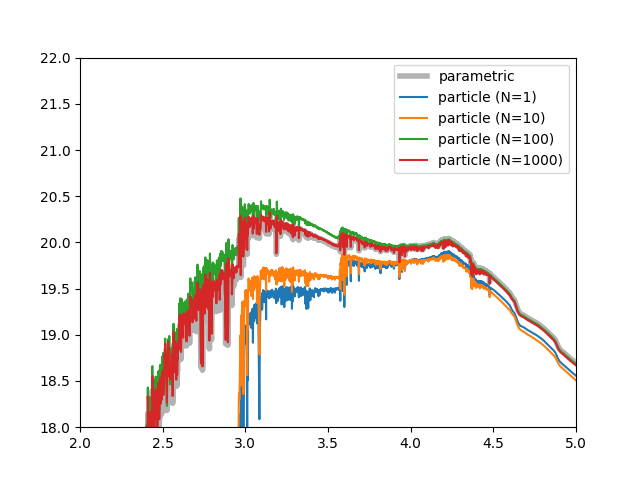 22.0
21.5
21.0
20.5
20.0
19.5
19.0
18.5
18.0
2.0 2.5 3.0 3.5 4.0 4.5 5.0
parametric
particle (N=1)
particle (N=10)
particle (N=100)
particle (N=1000)